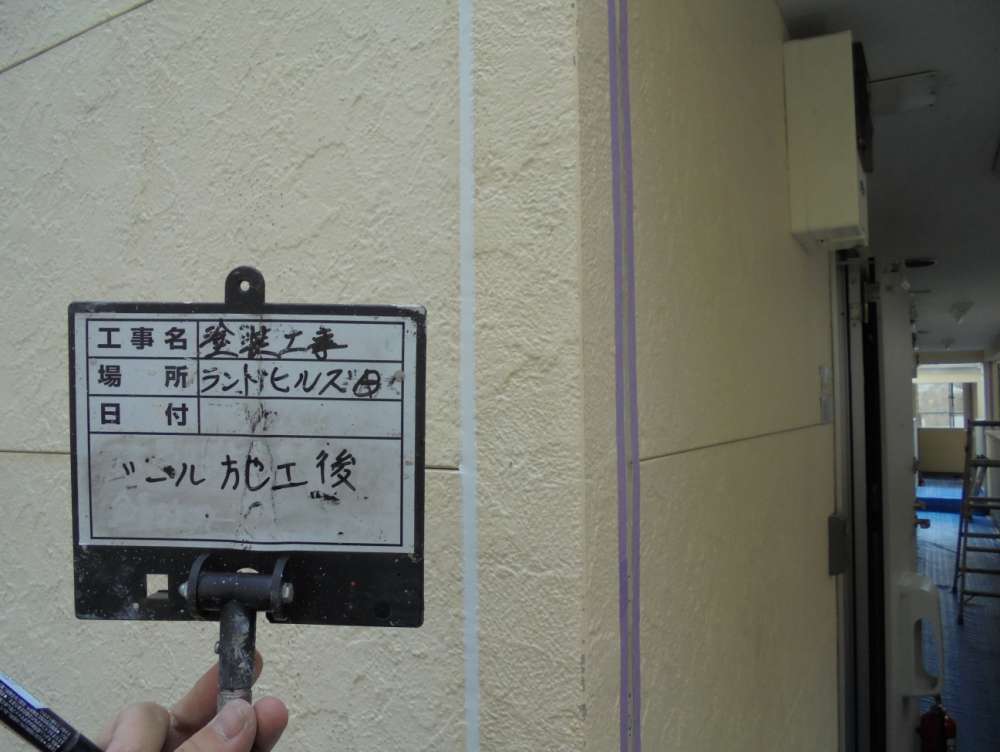 工事名 塗装工事
場所 ランドヒルズ
日付
シール施工後